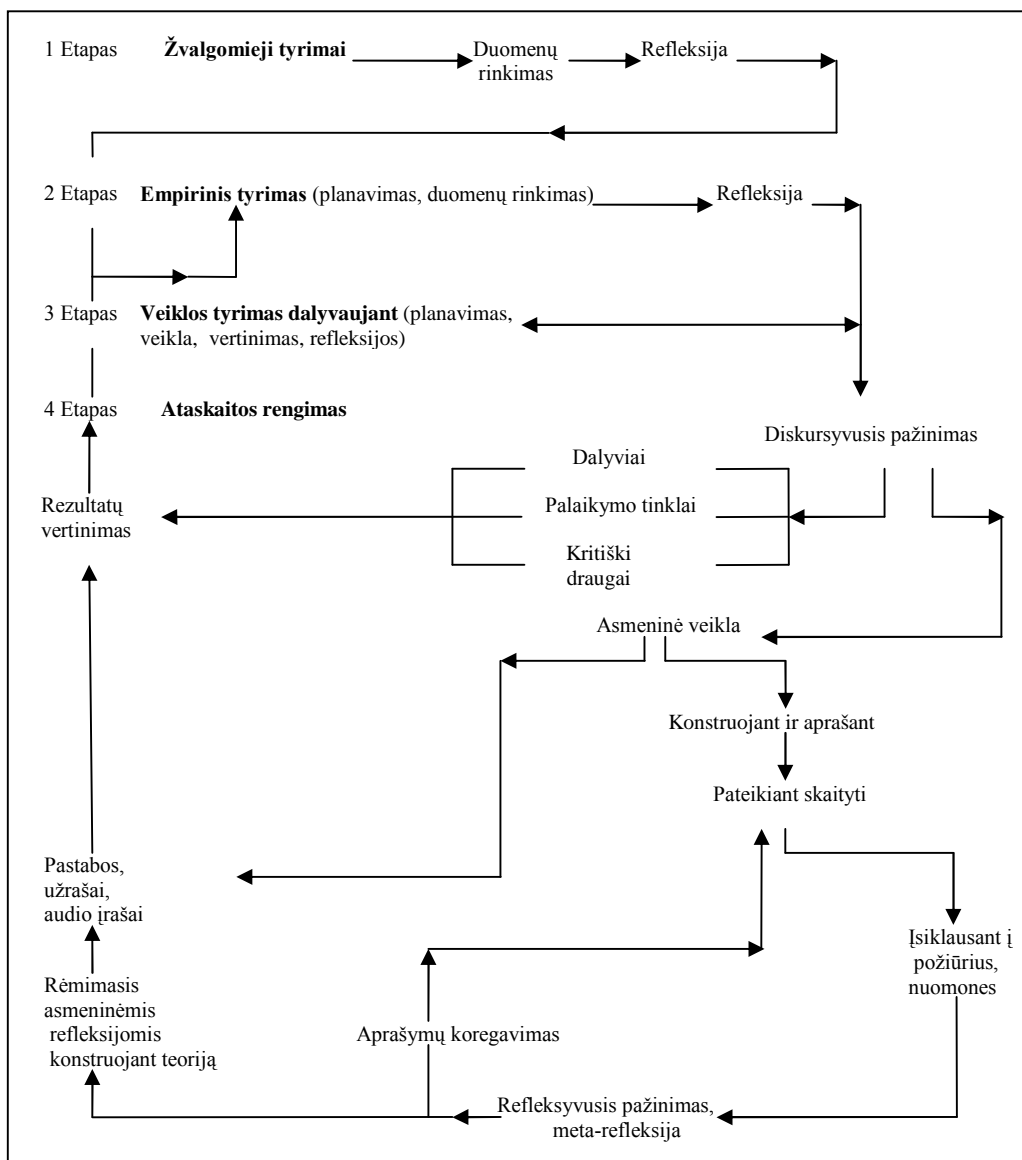 1 Etapas Žvalgomieji tyrimai Duomenų Refleksija
rinkimas
2 Etapas Empirinis tyrimas (planavimas, duomenų rinkimas) Refleksija
3 Etapas Veiklos tyrimas dalyvaujant (planavimas,
veikla, vertinimas, refleksijos)
4 Etapas Ataskaitos rengimas
Diskursyvusis pažinimas
Dalyviai
Rezultatų
vertinimas
Palaikymo tinklai
Kritiški
draugai
Asmeninė veikla
Konstruojant ir aprašant
Pateikiant skaityti
Pastabos,
užrašai,
audio įrašai
Įsiklausant į
požiūrius,
nuomones
Rėmimasis
asmeninėmis
refleksijomis
konstruojant teoriją
Aprašymų koregavimas
Refleksyvusis pažinimas,
meta-refleksija